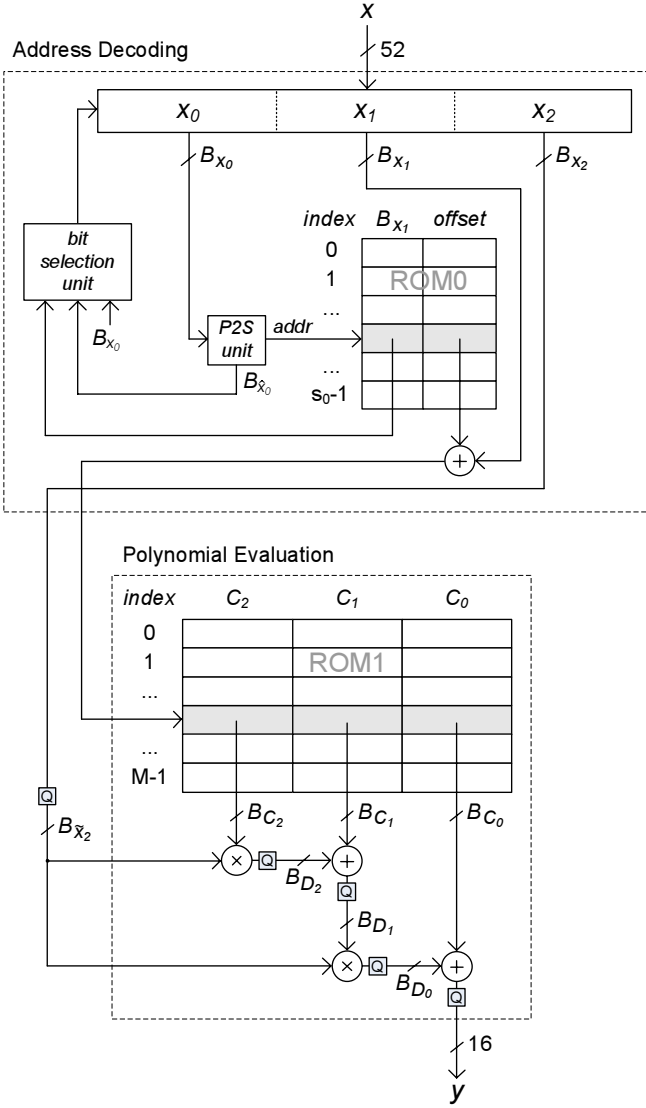 x
52
Address Decoding
x0 x1 x2
Bx0 Bx1 Bx2
index Bx1 offset
0
bit selection unit
1 ROM0
...
Bx0
P2S unit
addr
Bx̂0
...
s0-1
+
Polynomial Evaluation
index C2 C1 C0
0
1 ROM1
...
...
M-1
Q
Bx̃2
BC2 BC1 BC0
× Q BD2 +
Q
BD1
× Q BD0 +
Q
16
y